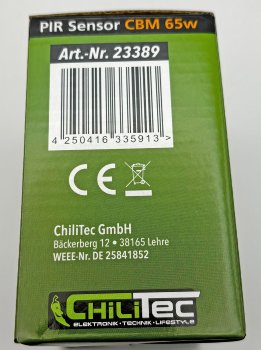 PIR Sensor CBM 65w
Art.-Nr. 23389
4 250416 335913 >
CE
ChiliTec GmbH
Bäckerberg 12 • 38165 Lehre
WEEE-Nr. DE 25841852
CHILITEC
ELEKTRONIK - TECHNIK - LIFESTYLE